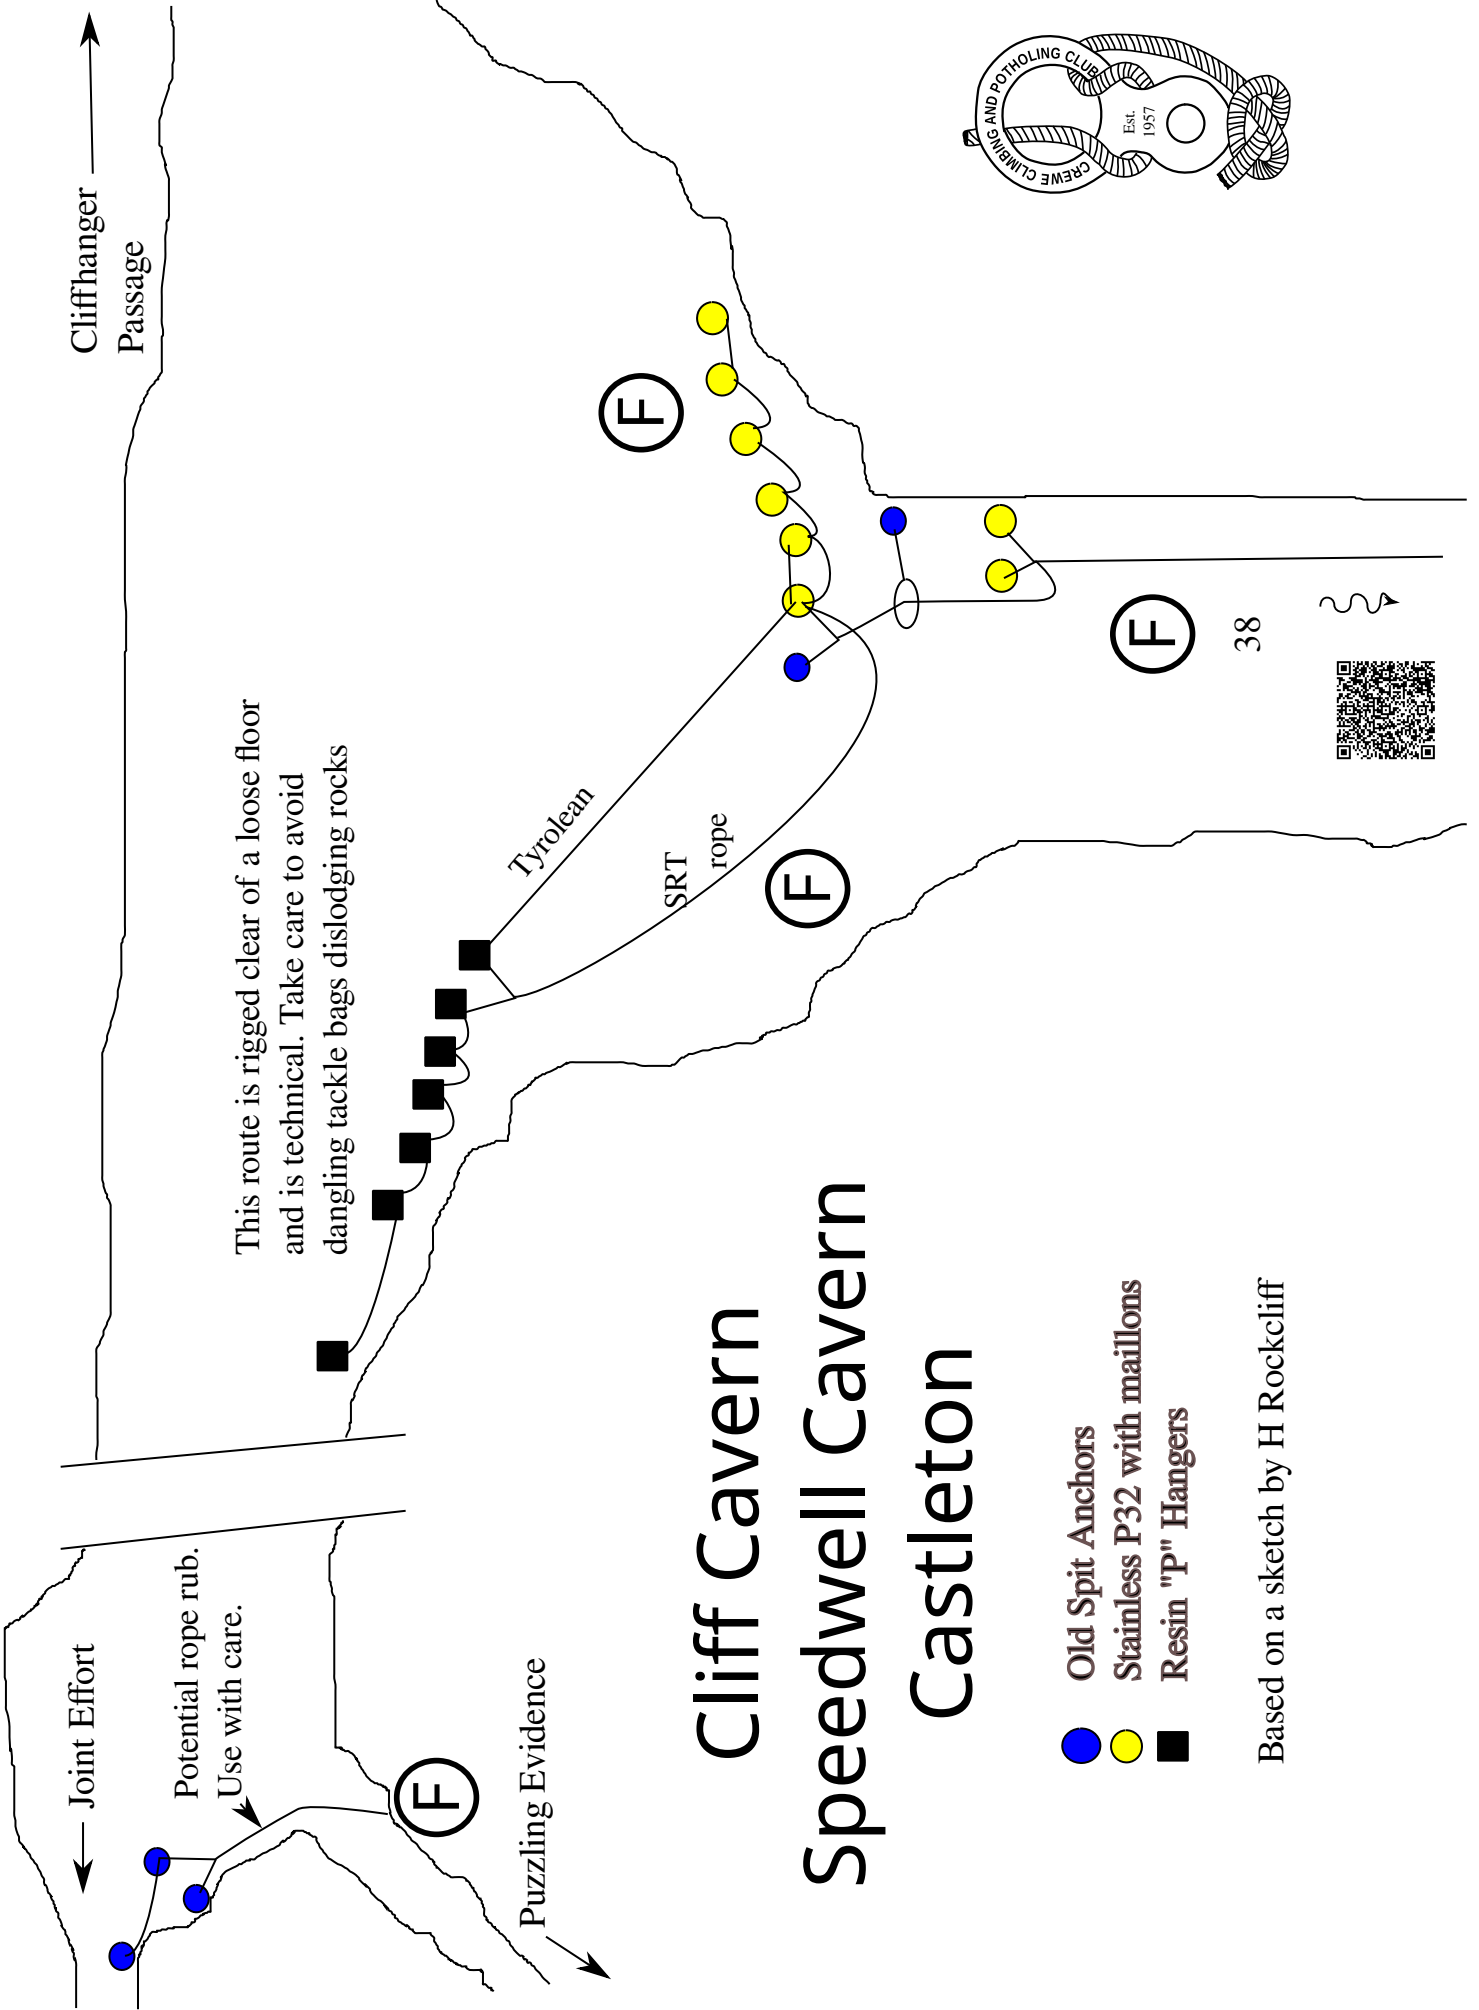 Joint Effort
Potential rope rub.
Use with care.
F
Puzzling Evidence
This route is rigged clear of a loose floor
and is technical. Take care to avoid
dangling tackle bags dislodging rocks
Cliffhanger
Passage
Tyrolean
SRT
rope
F
F
F
38
Cliff Cavern
Speedwell Cavern
Castleton
Old Spit Anchors
Stainless P32 with maillons
Resin "P" Hangers
Based on a sketch by H Rockcliff
CREWE CLIMBING AND POTHOLING CLUB
Est.
1957